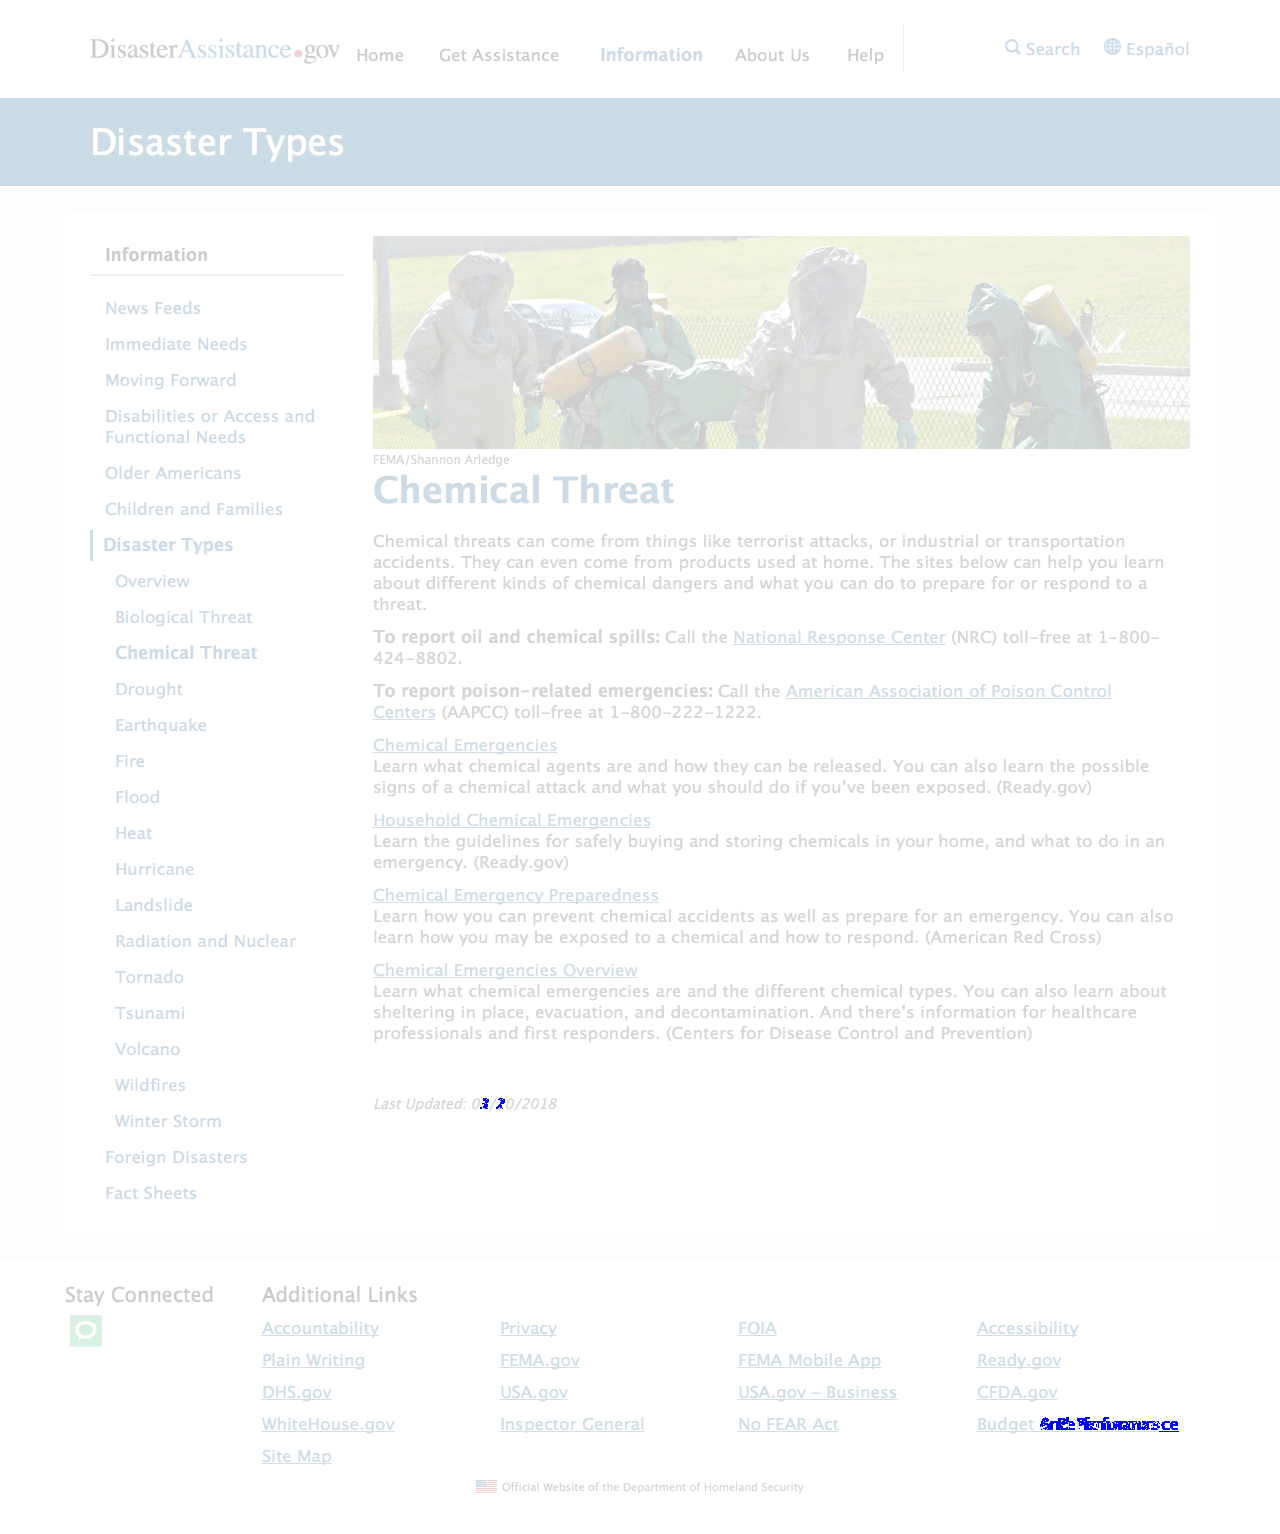 DisasterAssistance.gov
Home Get Assistance Information About Us Help Search Español
Disaster Types
Information
News Feeds
Immediate Needs
Moving Forward
Disabilities or Access and
Functional Needs
Older Americans
Children and Families
Disaster Types
Overview
Biological Threat
Chemical Threat
Drought
Earthquake
Fire
Flood
Heat
Hurricane
Landslide
Radiation and Nuclear
Tornado
Tsunami
Volcano
Wildfires
Winter Storm
Foreign Disasters
Fact Sheets
FEMA/Shannon Arledge
Chemical Threat
Chemical threats can come from things like terrorist attacks, or industrial or transportation
accidents. They can even come from products used at home. The sites below can help you learn
about different kinds of chemical dangers and what you can do to prepare for or respond to a
threat.
To report oil and chemical spills: Call the National Response Center (NRC) toll-free at 1-800-
424-8802.
To report poison-related emergencies: Call the American Association of Poison Control
Centers (AAPCC) toll-free at 1-800-222-1222.
Chemical Emergencies
Learn what chemical agents are and how they can be released. You can also learn the possible
signs of a chemical attack and what you should do if you’ve been exposed. (Ready.gov)
Household Chemical Emergencies
Learn the guidelines for safely buying and storing chemicals in your home, and what to do in an
emergency. (Ready.gov)
Chemical Emergency Preparedness
Learn how you can prevent chemical accidents as well as prepare for an emergency. You can also
learn how you may be exposed to a chemical and how to respond. (American Red Cross)
Chemical Emergencies Overview
Learn what chemical emergencies are and the different chemical types. You can also learn about
sheltering in place, evacuation, and decontamination. And there’s information for healthcare
professionals and first responders. (Centers for Disease Control and Prevention)
Last Updated:
Stay Connected
Additional Links
Accountability Privacy FOIA Accessibility
Plain Writing FEMA.gov FEMA Mobile App Ready.gov
DHS.gov USA.gov USA.gov - Business CFDA.gov
WhiteHouse.gov Inspector General No FEAR Act Budget
Site Map
Official Website of the Department of Homeland Security